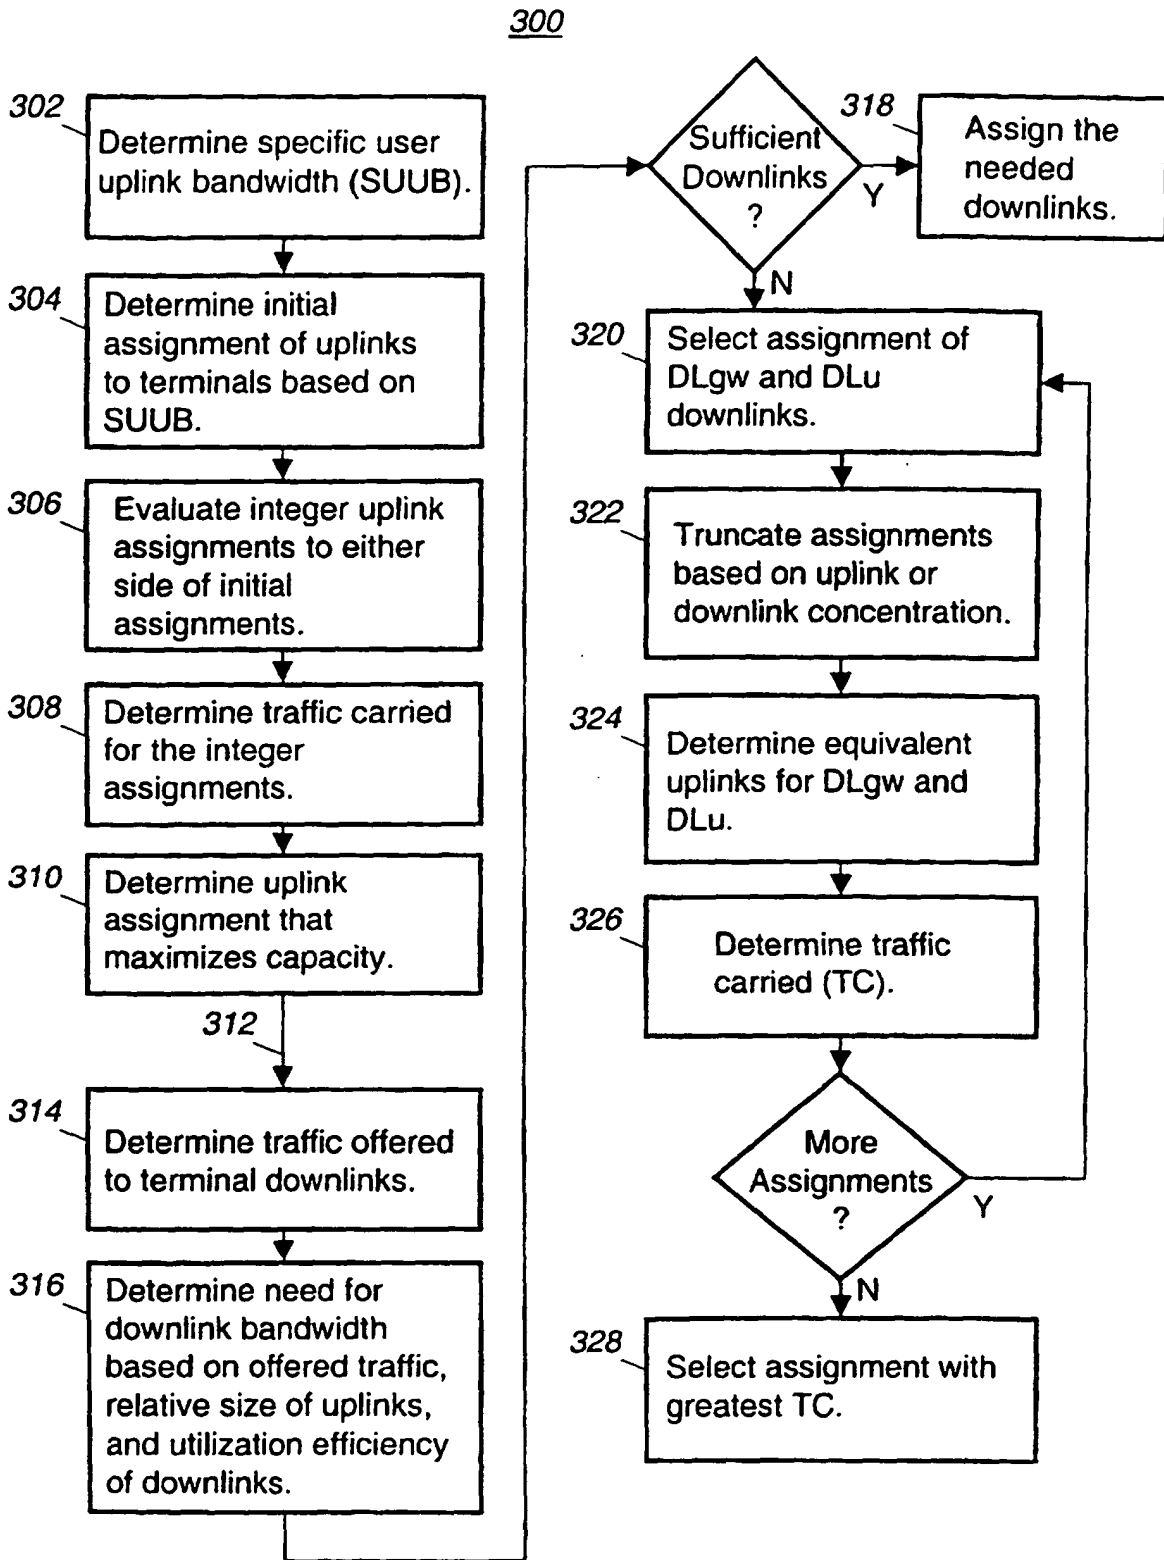 300
302
Determine specific user
uplink bandwidth (SUUB).
304
Determine initial
assignment of uplinks
to terminals based on
SUUB.
306
Evaluate integer uplink
assignments to either
side of initial
assignments.
308
Determine traffic carried
for the integer
assignments.
310
Determine uplink
assignment that
maximizes capacity.
312
314
Determine traffic offered
to terminal downlinks.
316
Determine need for
downlink bandwidth
based on offered traffic,
relative size of uplinks,
and utilization efficiency
of downlinks.
Sufficient
Downlinks
?
Y
N
318
Assign the
needed
downlinks.
320
Select assignment of
DLgw and DLu
downlinks.
322
Truncate assignments
based on uplink or
downlink concentration.
324
Determine equivalent
uplinks for DLgw and
DLu.
326
Determine traffic
carried (TC).
More
Assignments
?
Y
N
328
Select assignment with
greatest TC.